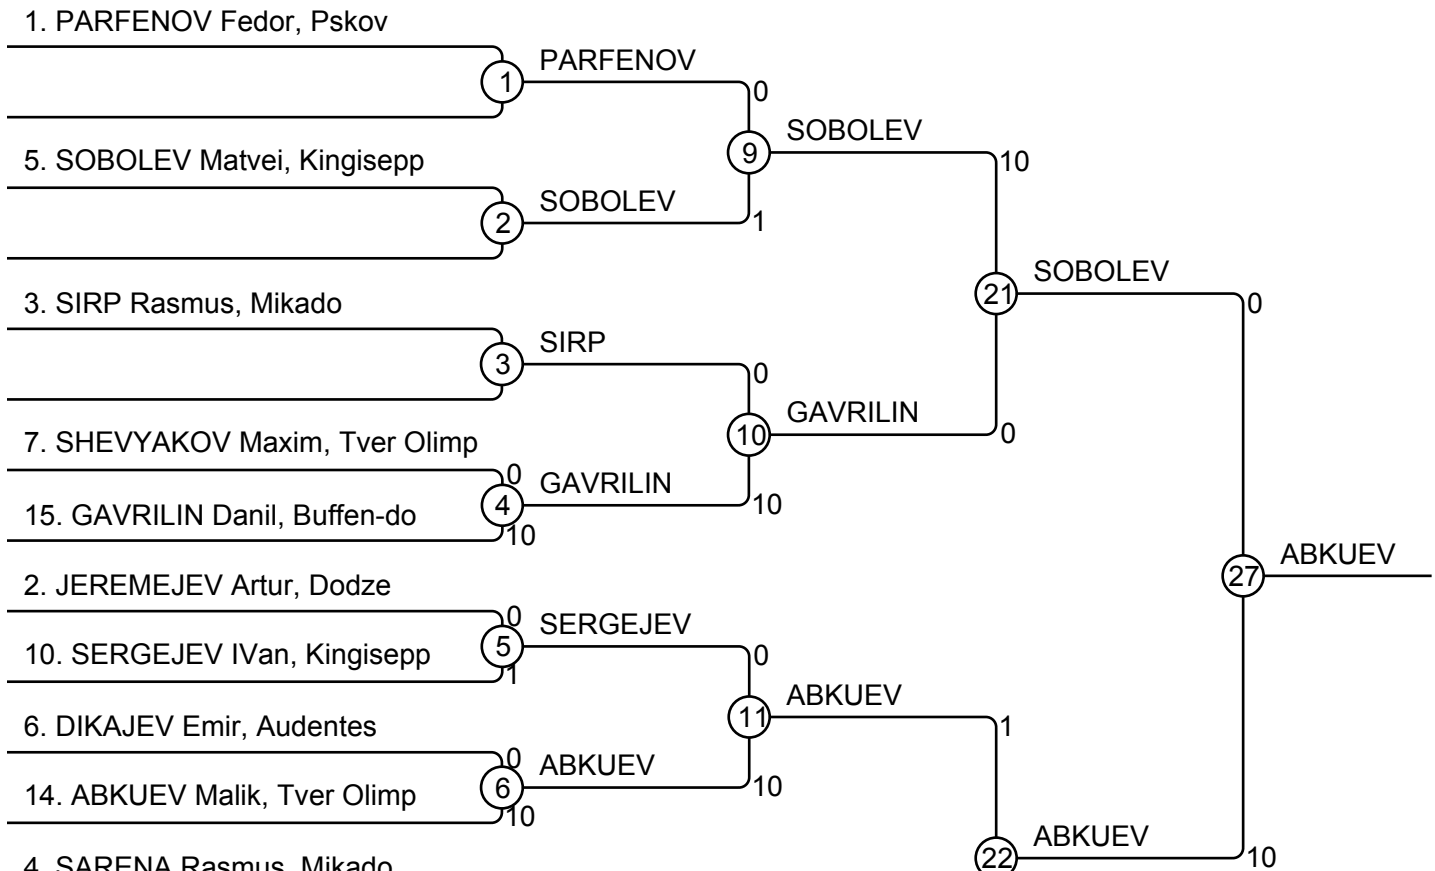 1. PARFENOV Fedor, Pskov
PARFENOV
1
0
SOBOLEV
9
5. SOBOLEV Matvei, Kingisepp
10
SOBOLEV
2
1
SOBOLEV
21
3. SIRP Rasmus, Mikado
0
SIRP
3
0
GAVRILIN
10
0
7. SHEVYAKOV Maxim, Tver Olimp
0
GAVRILIN
4
10
15. GAVRILIN Danil, Buffen-do
10
ABKUEV
27
2. JEREMEJEV Artur, Dodze
0
SERGEJEV
5
0
10. SERGEJEV IVan, Kingisepp
1
ABKUEV
11
1
6. DIKAJEV Emir, Audentes
0
ABKUEV
6
10
14. ABKUEV Malik, Tver Olimp
10
ABKUEV
22
10
4. SARENA Rasmus, Mikado